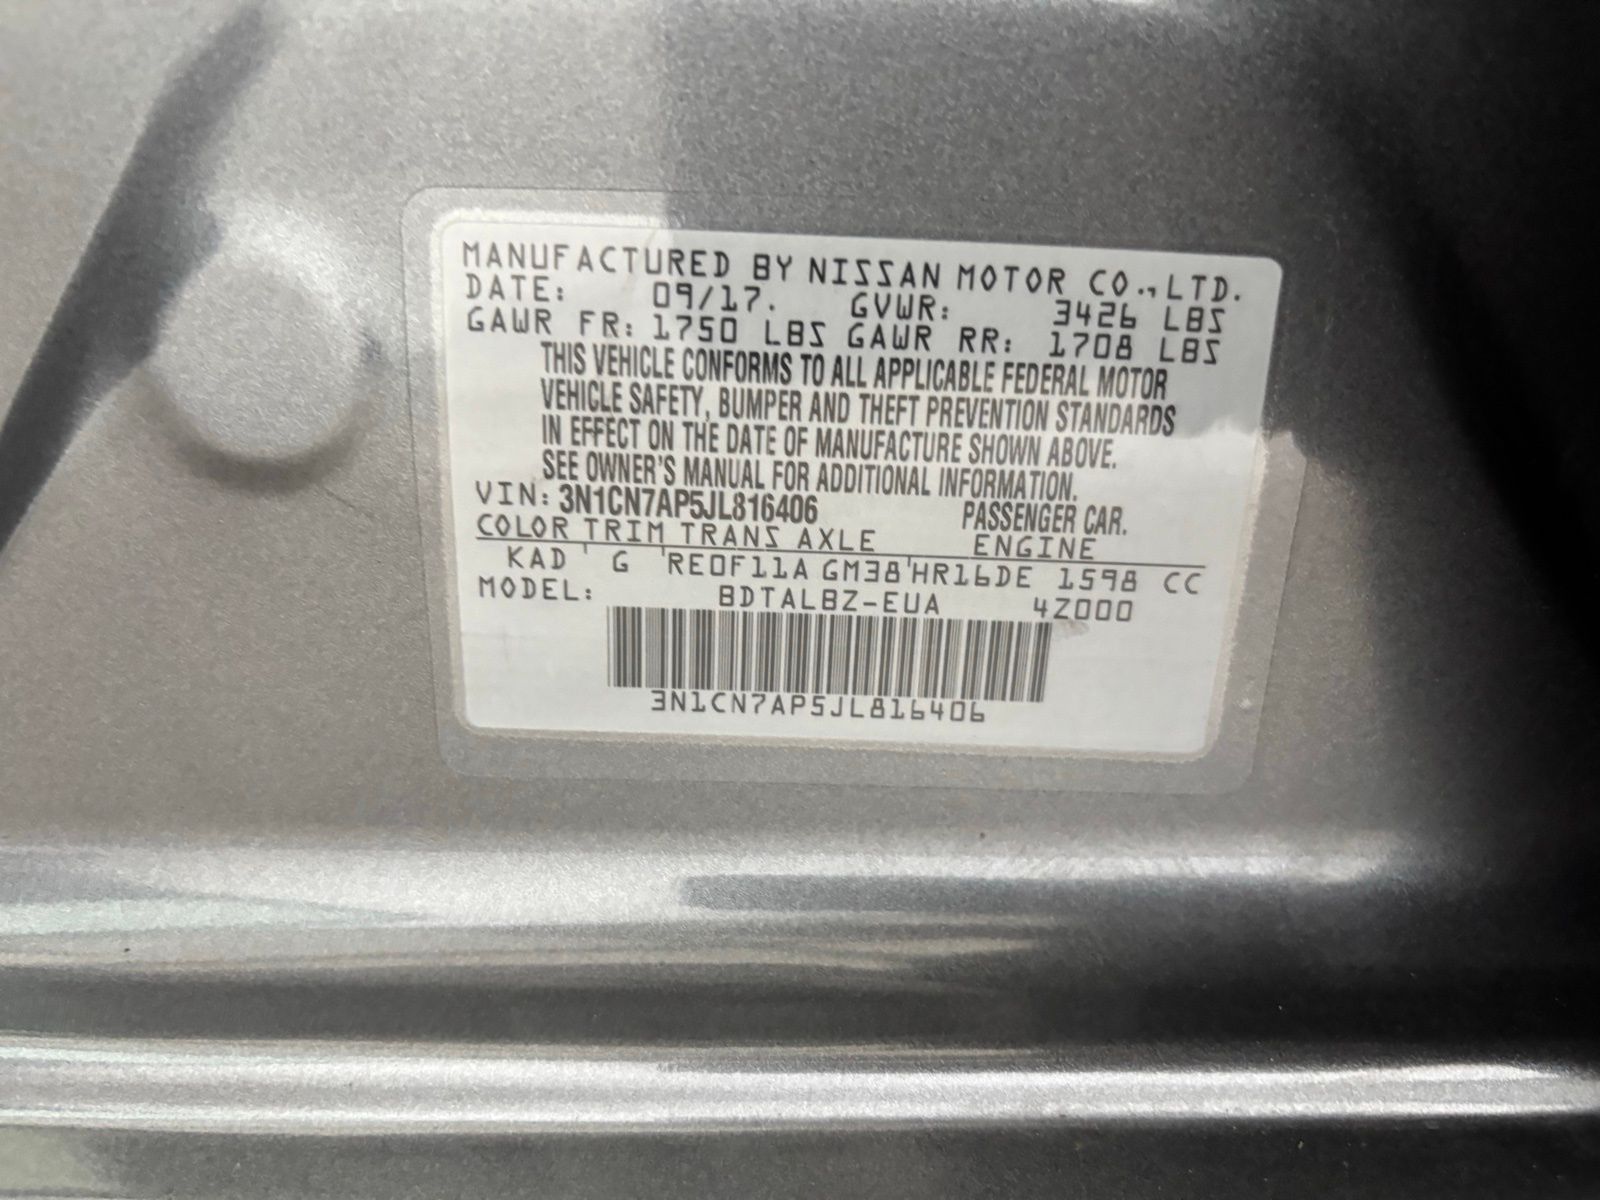 MANUFACTURED BY NISSAN MOTOR CO.,LTD.
DATE: 09/17. GVWR: 3426 LBS
GAWR FR: 1750 LBS GAWR RR: 1708 LBS
THIS VEHICLE CONFORMS TO ALL APPLICABLE FEDERAL MOTOR
VEHICLE SAFETY, BUMPER AND THEFT PREVENTION STANDARDS
IN EFFECT ON THE DATE OF MANUFACTURE SHOWN ABOVE.
SEE OWNER'S MANUAL FOR ADDITIONAL INFORMATION.
VIN: 3N1CN7AP5JL816406 PASSENGER CAR.
COLOR TRIM TRANS AXLE ENGINE
KAD ' G 'RE0F11A GM38'HR16DE 1598 CC
MODEL: BDTALBZ-EUA 4Z000
3N1CN7AP5JL816406